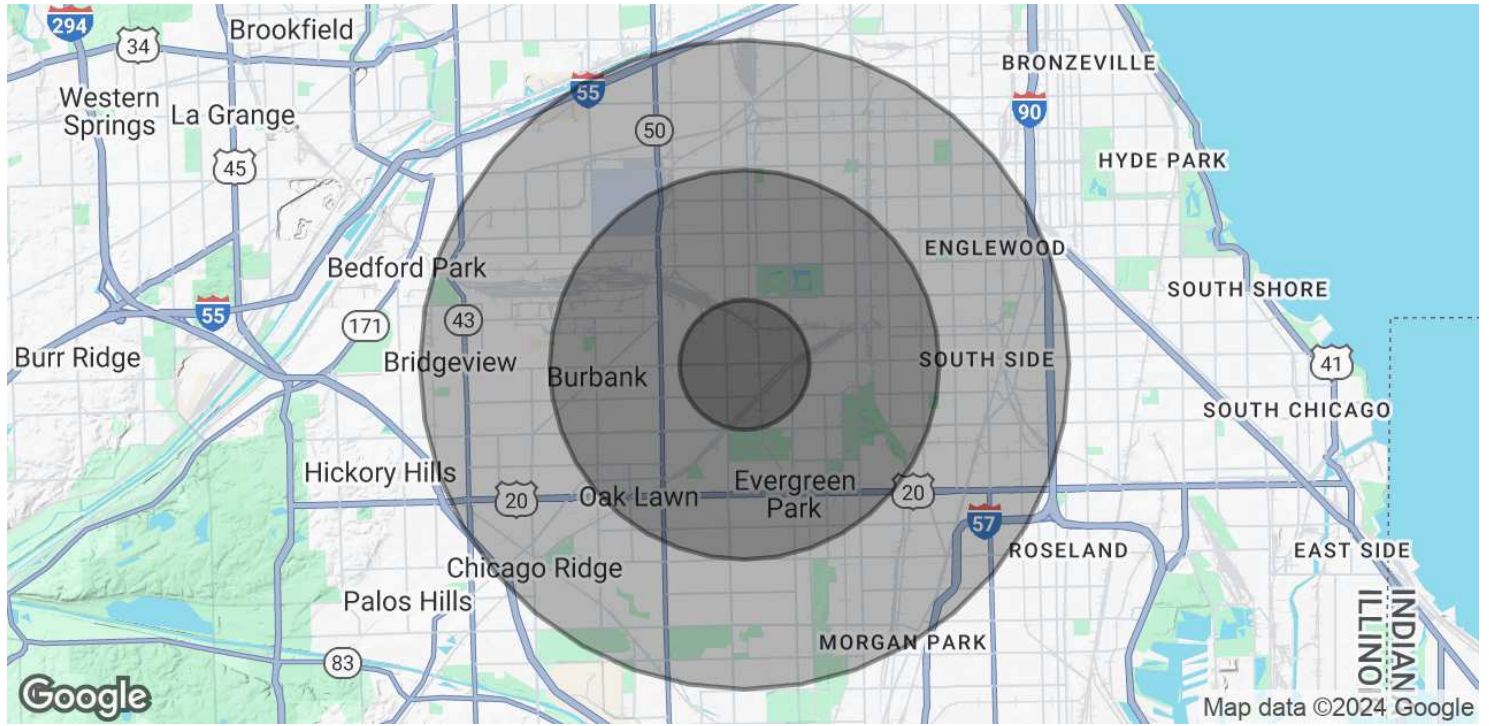 294
34
Brookfield
BRONZEVILLE
55
Western
Springs
La Grange
90
50
45
HYDE PARK
ENGLEWOOD
Bedford Park
SOUTH SHORE
55
171
43
Burr Ridge
Bridgeview
Burbank
SOUTH SIDE
41
SOUTH CHICAGO
Hickory Hills
Oak Lawn
Evergreen
Park
20
20
57
ROSELAND
EAST SIDE
Chicago Ridge
Palos Hills
INDIAN
ILLINOI
MORGAN PARK
83
Google
Map data ©2024 Google